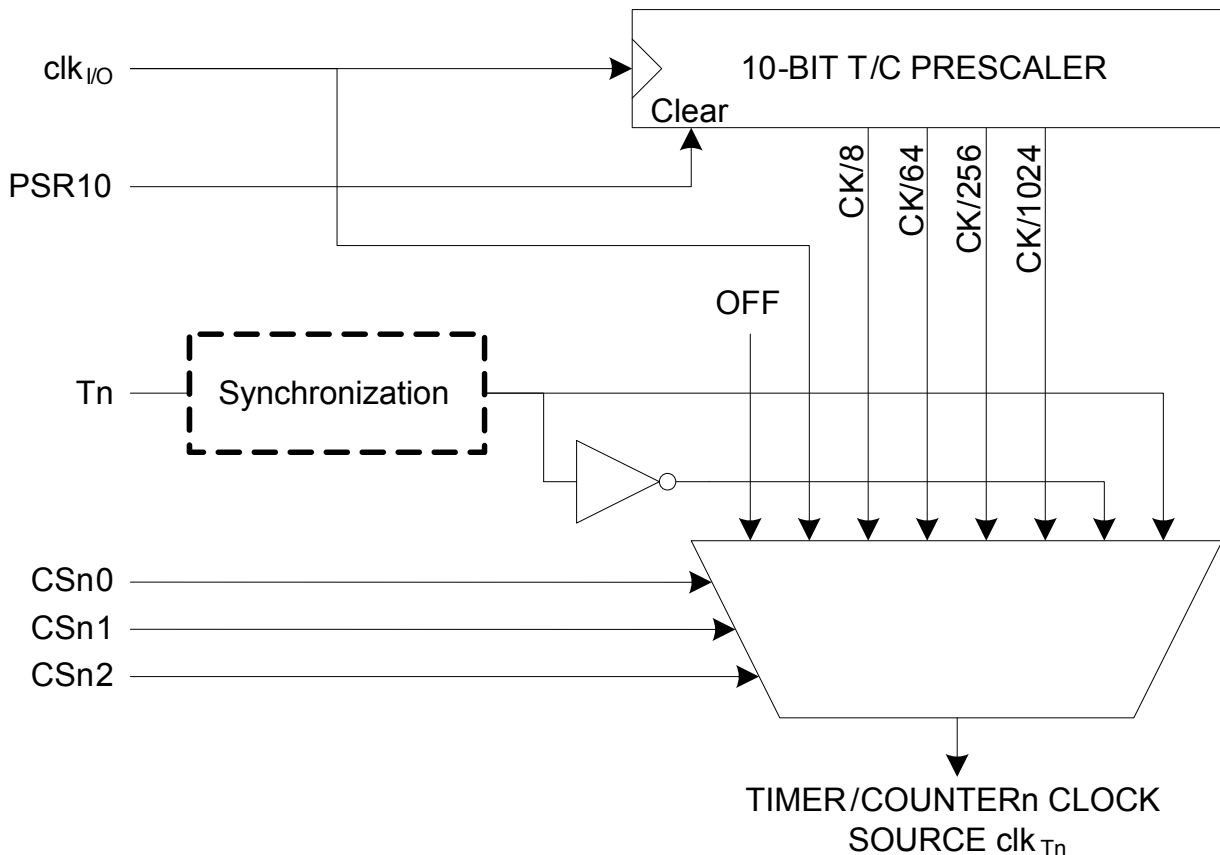 clkI/O
10-BIT T/C PRESCALER
Clear
PSR10
CK/8
CK/64
CK/256
CK/1024
OFF
Tn
Synchronization
CSn0
CSn1
CSn2
TIMER/COUNTERn CLOCK
SOURCE clkTn